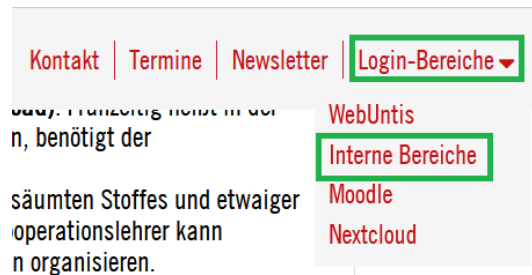 Kontakt Termine Newsletter Login-Bereiche
WebUntis
n, benötigt der
Interne Bereiche
säumten Stoffes und etwaiger
Moodle
operationslehrer kann
Nextcloud
n organisieren.